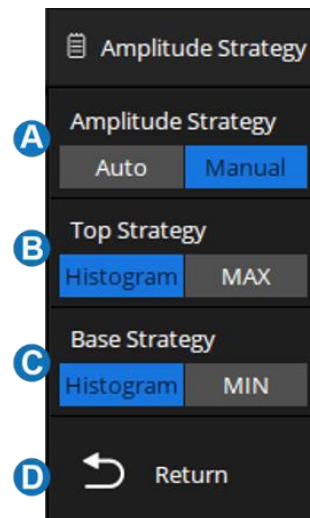 Amplitude Strategy
A
Amplitude Strategy
Auto Manual
B
Top Strategy
Histogram MAX
C
Base Strategy
Histogram MIN
D
Return